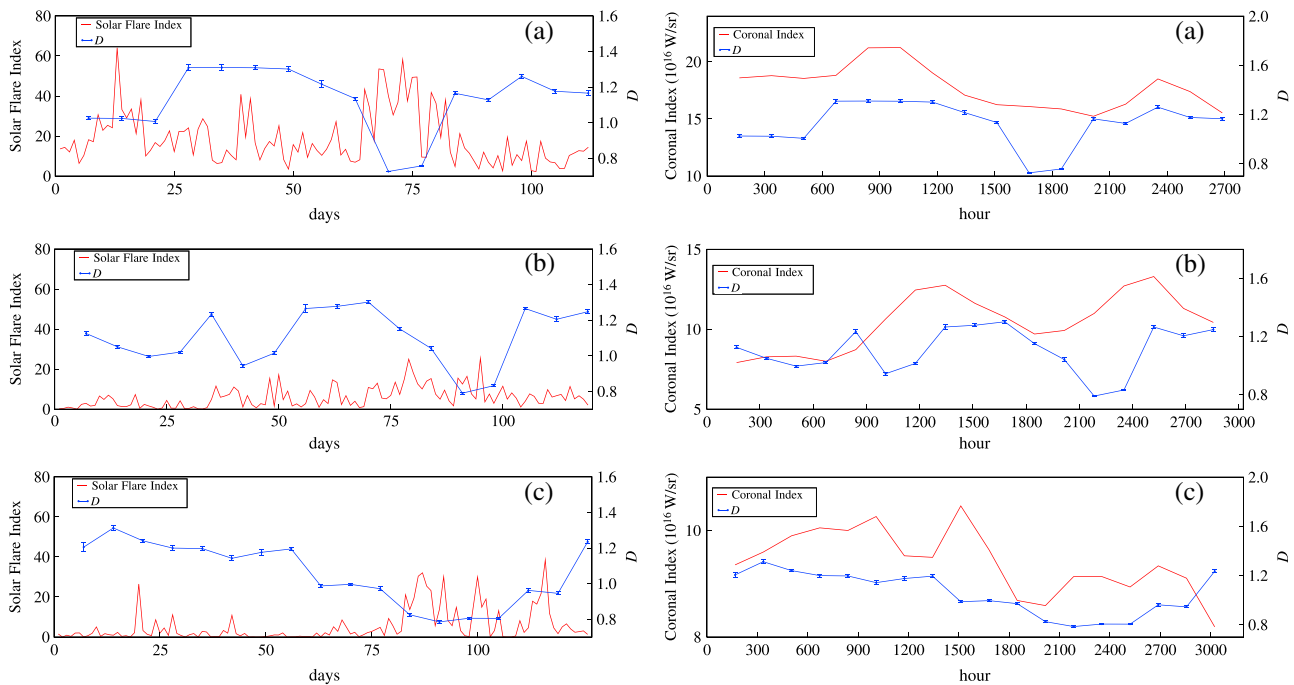 Solar Flare Index
D
(a)
80
60
40
20
0
Solar Flare Index
1.6
1.4
1.2
1.0
0.8
D
0
25
50
75
100
days
Coronal Index
D
(a)
20
15
10
Coronal Index (10¹⁶ W/sr)
2.0
1.6
1.2
0.8
D
0
300
600
900
1200
1500
1800
2100
2400
2700
hour
Solar Flare Index
D
(b)
80
60
40
20
0
Solar Flare Index
1.6
1.4
1.2
1.0
0.8
D
0
25
50
75
100
days
Coronal Index
D
(b)
15
10
5
Coronal Index (10¹⁶ W/sr)
1.6
1.2
0.8
D
0
300
600
900
1200
1500
1800
2100
2400
2700
3000
hour
Solar Flare Index
D
(c)
80
60
40
20
0
Solar Flare Index
1.6
1.4
1.2
1.0
0.8
D
0
25
50
75
100
days
Coronal Index
D
(c)
10
8
Coronal Index (10¹⁶ W/sr)
2.0
1.6
1.2
0.8
D
0
300
600
900
1200
1500
1800
2100
2400
2700
3000
hour